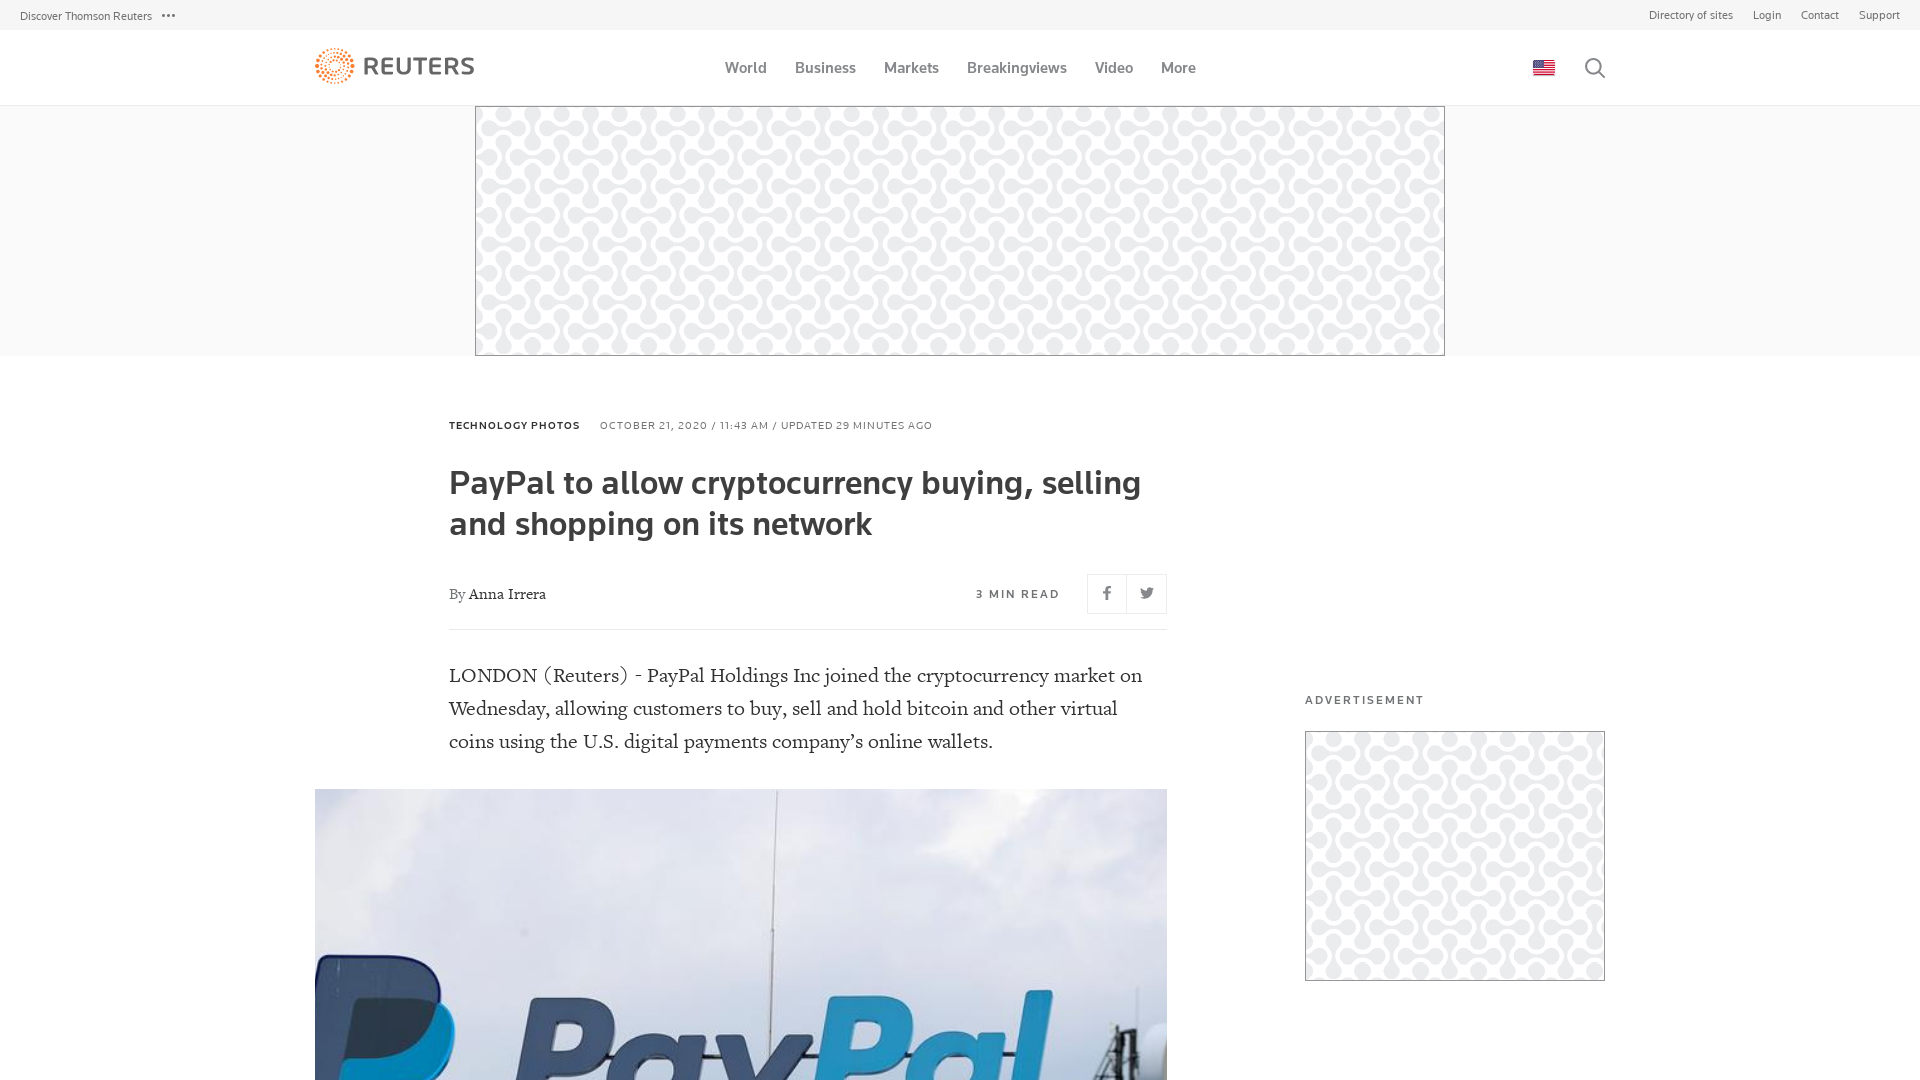 Discover Thomson Reuters
Directory of sites Login Contact Support
REUTERS
World Business Markets Breakingviews Video More
TECHNOLOGY PHOTOS OCTOBER 21, 2020 / 11:43 AM / UPDATED 29 MINUTES AGO
PayPal to allow cryptocurrency buying, selling
and shopping on its network
By Anna Irrera
3 MIN READ
LONDON (Reuters) - PayPal Holdings Inc joined the cryptocurrency market on
Wednesday, allowing customers to buy, sell and hold bitcoin and other virtual
coins using the U.S. digital payments company’s online wallets.
ADVERTISEMENT
PayPal